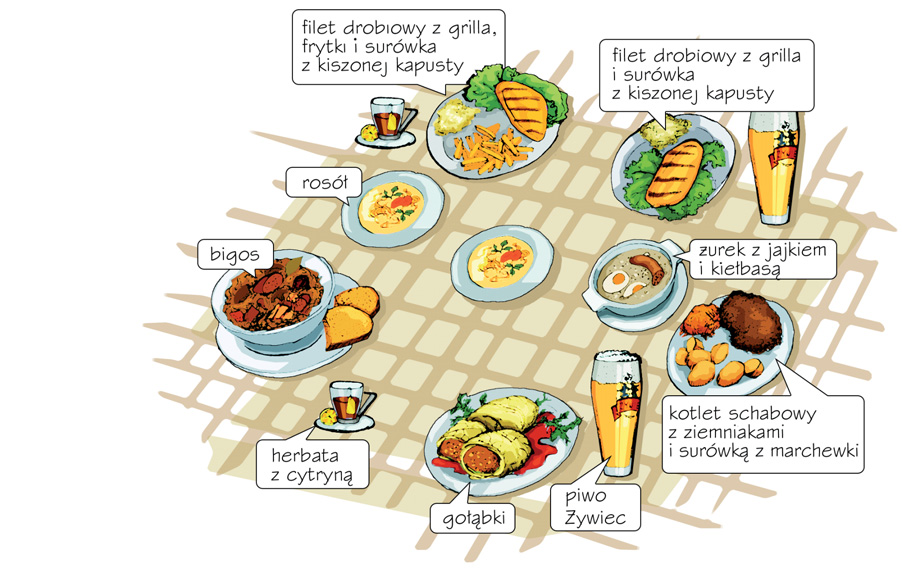 filet drobiowy z grilla,
frytki i surówka
z kiszonej kapusty
filet drobiowy z grilla
i surówka
z kiszonej kapusty
rosół
bigos
żurek z jajkiem
i kiełbasą
kotlet schabowy
z ziemniakami
i surówką z marchewki
herbata
z cytryną
gołąbki
piwo
Żywiec